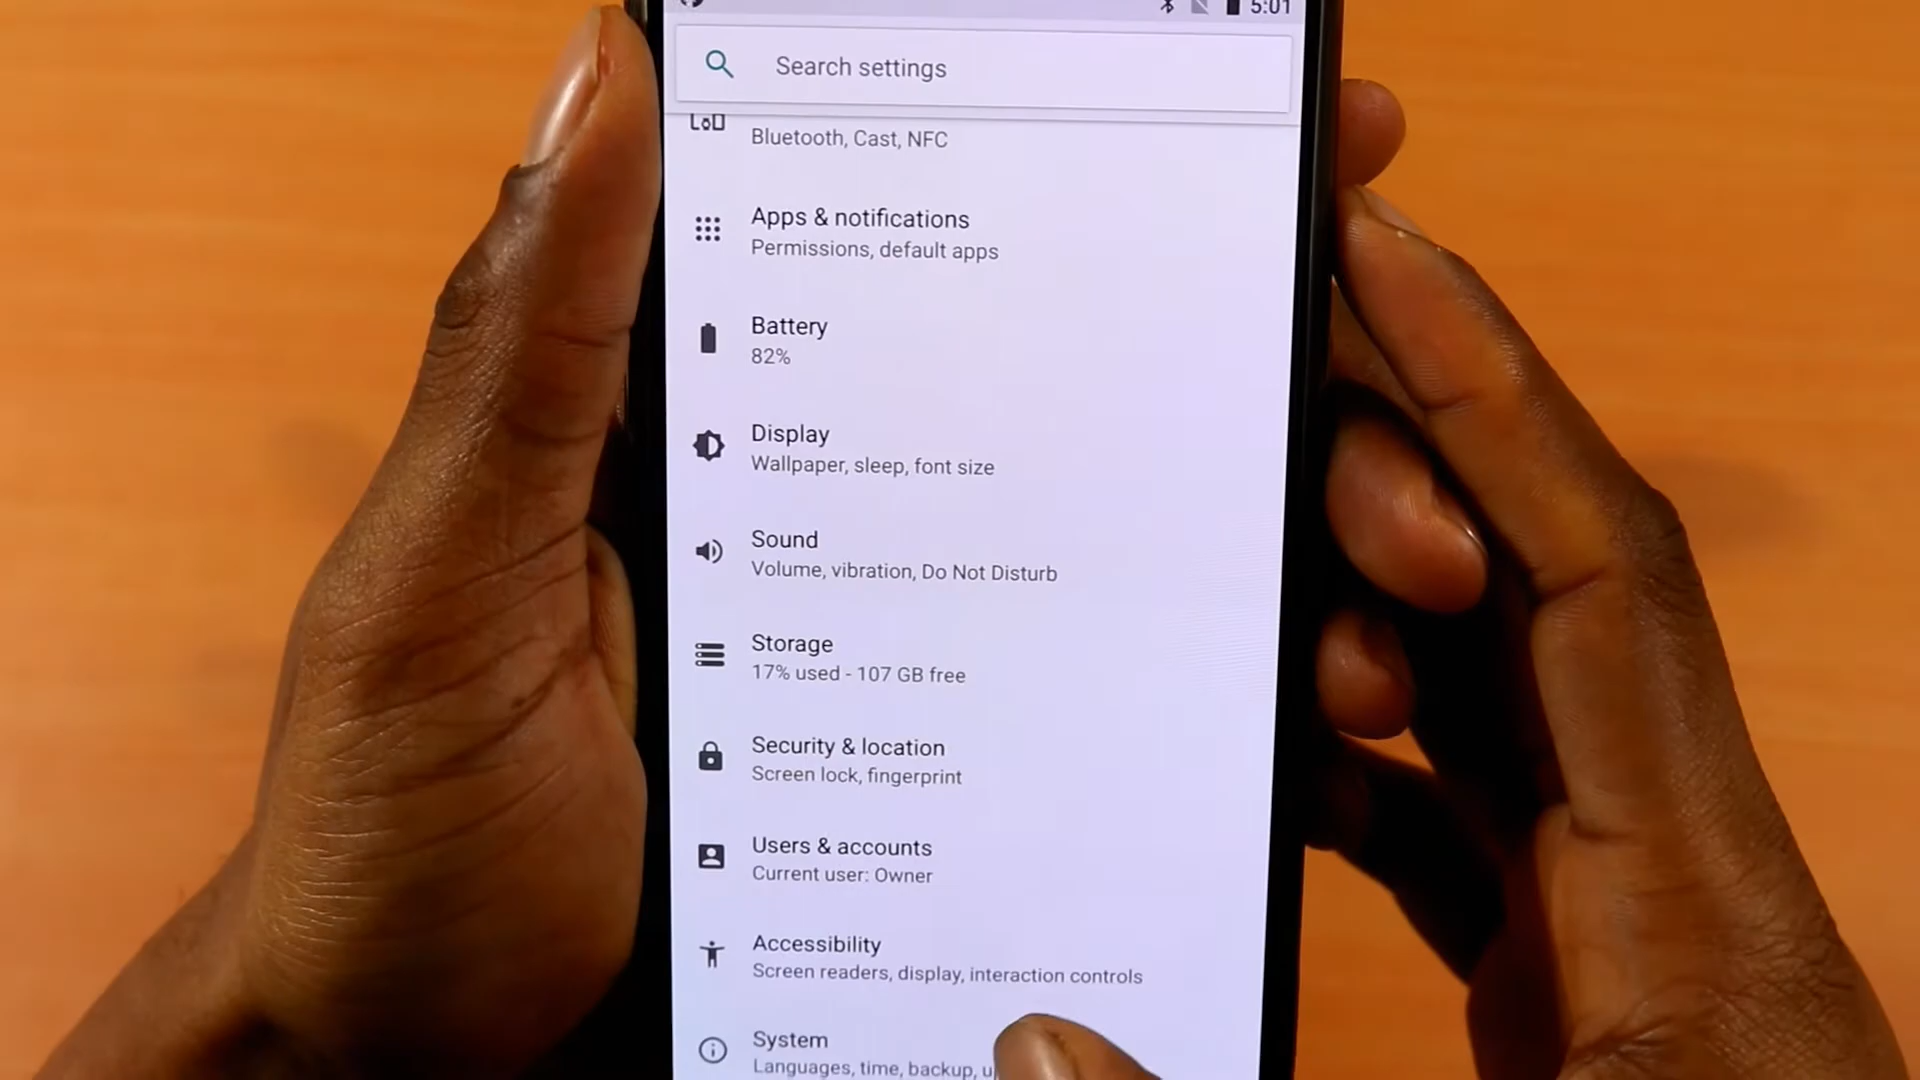 5:01
Search settings
Bluetooth, Cast, NFC
Apps & notifications
Permissions, default apps
Battery
82%
Display
Wallpaper, sleep, font size
Sound
Volume, vibration, Do Not Disturb
Storage
17% used - 107 GB free
Security & location
Screen lock, fingerprint
Users & accounts
Current user: Owner
Accessibility
Screen readers, display, interaction controls
System
Languages, time, backup,